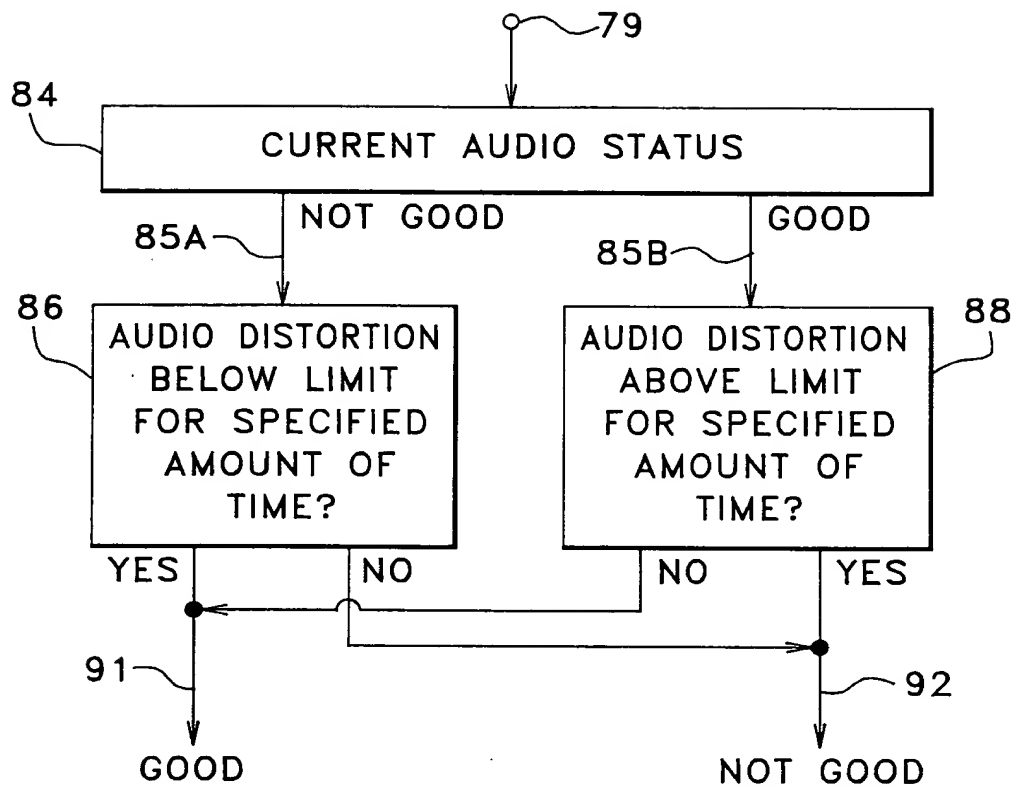 79
84
CURRENT AUDIO STATUS
NOT GOOD
GOOD
85A
85B
86
88
AUDIO DISTORTION
BELOW LIMIT
FOR SPECIFIED
AMOUNT OF
TIME?
AUDIO DISTORTION
ABOVE LIMIT
FOR SPECIFIED
AMOUNT OF
TIME?
YES
NO
NO
YES
91
92
GOOD
NOT GOOD